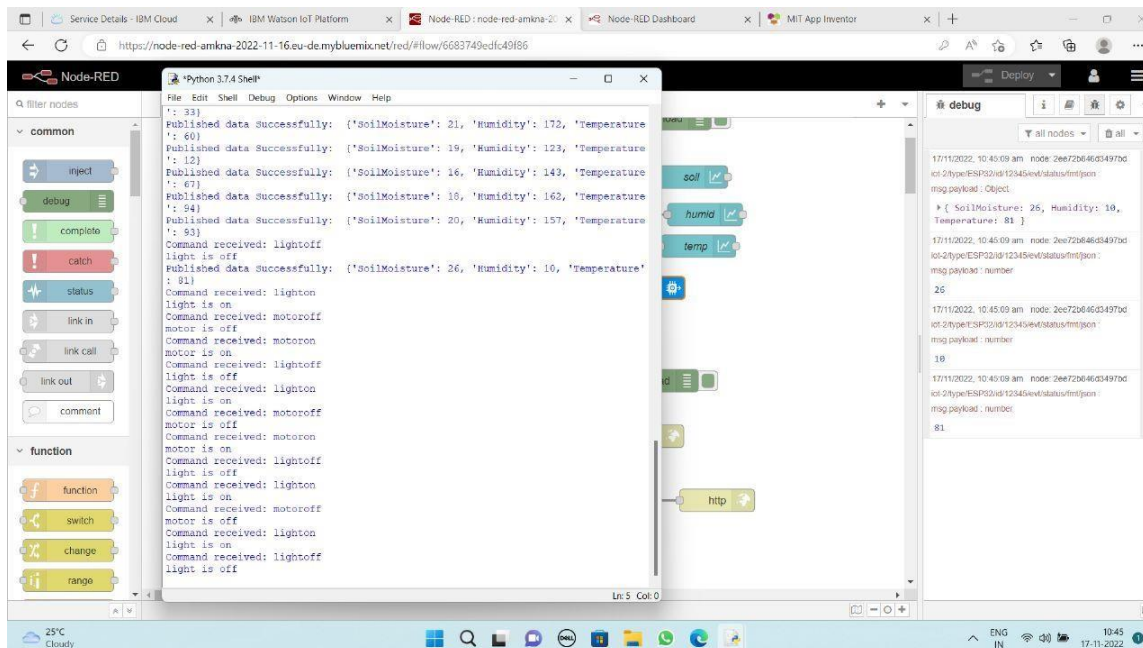 Service Details - IBM Cloud
IBM Watson IoT Platform
Node-RED : node-red-amkna-20
Node-RED Dashboard
MIT App Inventor
https://node-red-amkna-2022-11-16.eu-de.mybluemix.net/red/#flow/6683749edfc49f86
Node-RED
Deploy
filter nodes
common
inject
debug
complete
catch
status
link in
link call
link out
comment
function
function
switch
change
range
*Python 3.7.4 Shell*
File Edit Shell Debug Options Window Help
': 33}
Published data Successfully: {'SoilMoisture': 21, 'Humidity': 172, 'Temperature
': 60}
Published data Successfully: {'SoilMoisture': 19, 'Humidity': 123, 'Temperature
': 12}
Published data Successfully: {'SoilMoisture': 16, 'Humidity': 143, 'Temperature
': 67}
Published data Successfully: {'SoilMoisture': 18, 'Humidity': 162, 'Temperature
': 94}
Published data Successfully: {'SoilMoisture': 20, 'Humidity': 157, 'Temperature
': 93}
Command received: lightoff
light is off
Published data Successfully: {'SoilMoisture': 26, 'Humidity': 10, 'Temperature'
: 81}
Command received: lighton
light is on
Command received: motoroff
motor is off
Command received: motoron
motor is on
Command received: lightoff
light is off
Command received: lighton
light is on
Command received: motoroff
motor is off
Command received: motoron
motor is on
Command received: lightoff
light is off
Command received: lighton
light is on
Command received: motoroff
motor is off
Command received: lighton
light is on
Command received: lightoff
light is off
Ln: 5 Col: 0
soil
humid
temp
http
debug
all nodes
all
17/11/2022, 10:45:09 am node: 2ee72b646d3497bd
iot-2/type/ESP32/id/12345/evt/status/fmt/json :
msg.payload : Object
{ SoilMoisture: 26, Humidity: 10,
Temperature: 81 }
17/11/2022, 10:45:09 am node: 2ee72b646d3497bd
iot-2/type/ESP32/id/12345/evt/status/fmt/json :
msg.payload : number
26
17/11/2022, 10:45:09 am node: 2ee72b646d3497bd
iot-2/type/ESP32/id/12345/evt/status/fmt/json :
msg.payload : number
10
17/11/2022, 10:45:09 am node: 2ee72b646d3497bd
iot-2/type/ESP32/id/12345/evt/status/fmt/json :
msg.payload : number
81
25°C
Cloudy
DELL
ENG
IN
10:45
17-11-2022